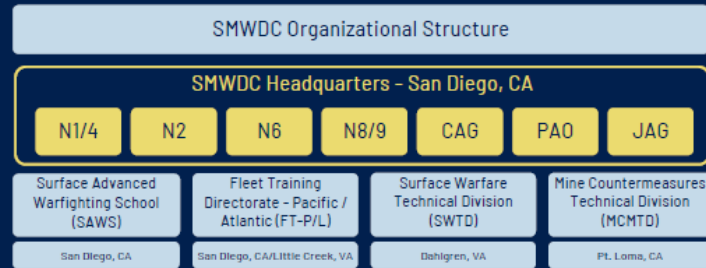 SMWDC Organizational Structure
SMWDC Headquarters - San Diego, CA
N1/4
N2
N6
N8/9
CAG
PAO
JAG
Surface Advanced
Warfighting School
(SAWS)
San Diego, CA
Fleet Training
Directorate - Pacific /
Atlantic (FT-P/L)
San Diego, CA/Little Creek, VA
Surface Warfare
Technical Division
(SWTD)
Dahlgren, VA
Mine Countermeasures
Technical Division
(MCMTD)
Pt. Loma, CA